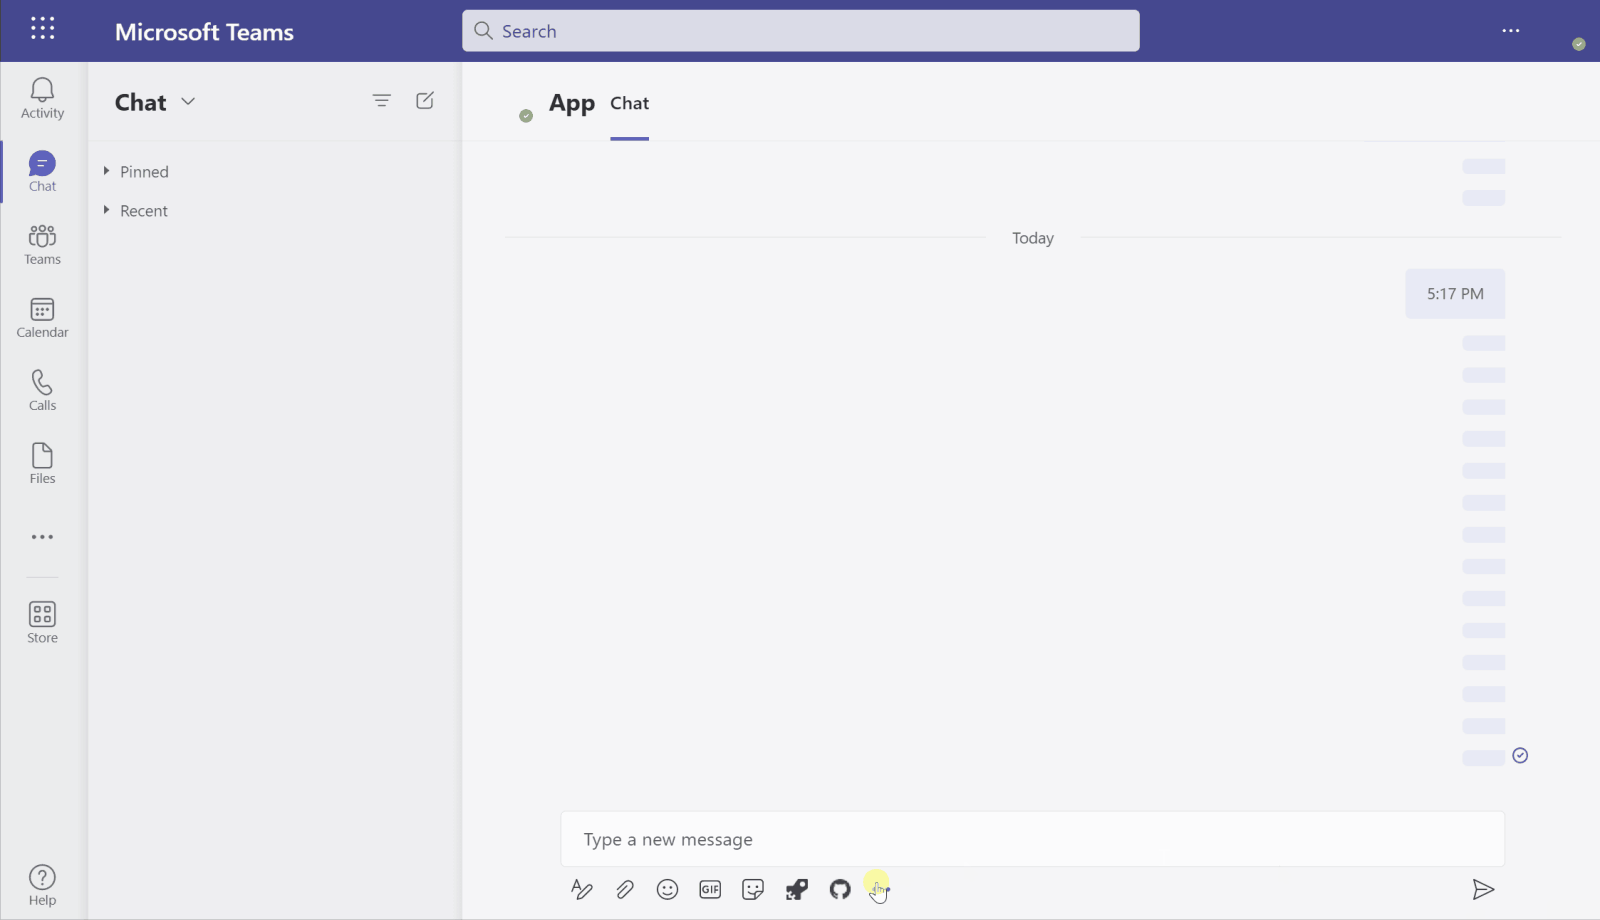 Microsoft Teams
Search
Activity
Chat
Teams
Calendar
Calls
Files
Store
Help
Chat
Pinned
Recent
App Chat
Today
5:17 PM
Type a new message
GIF